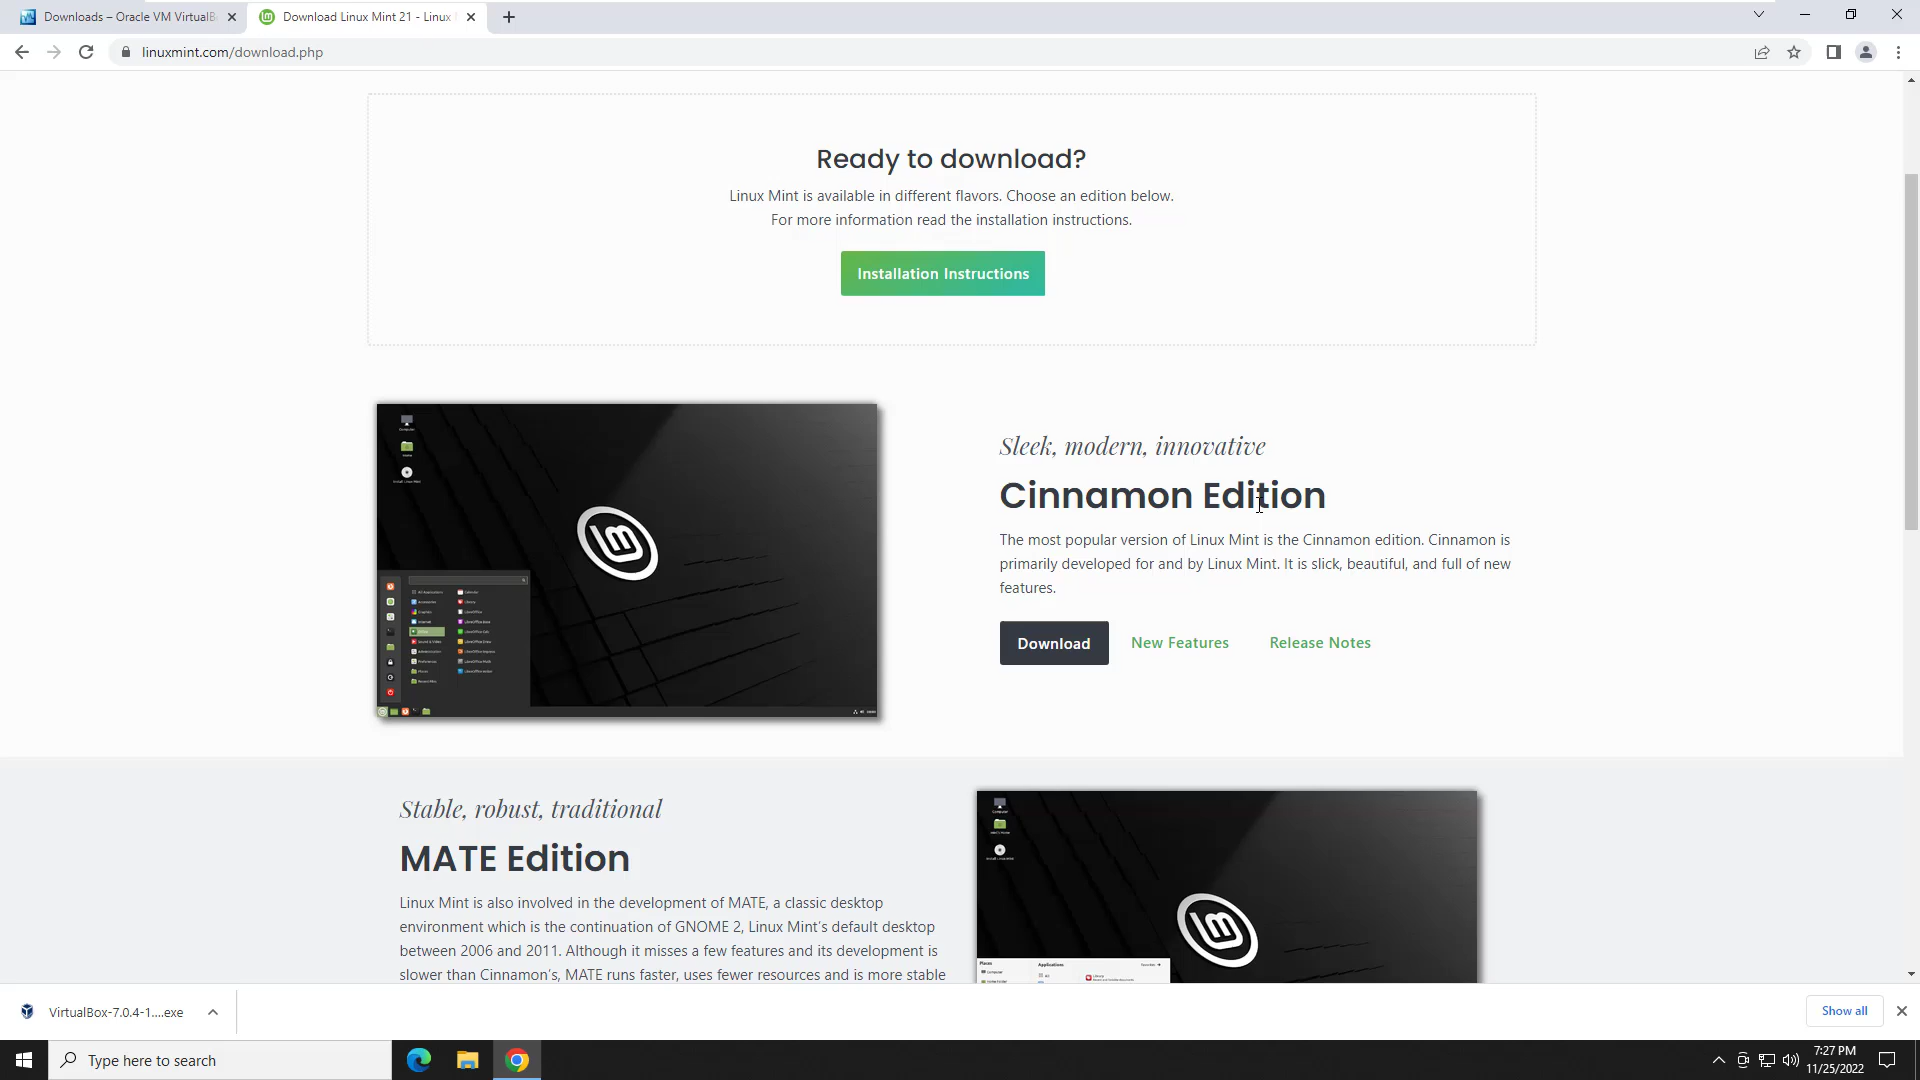 Downloads – Oracle VM VirtualB
Download Linux Mint 21 - Linux
linuxmint.com/download.php
Ready to download?
Linux Mint is available in different flavors. Choose an edition below.
For more information read the installation instructions.
Installation Instructions
Sleek, modern, innovative
Cinnamon Edition
The most popular version of Linux Mint is the Cinnamon edition. Cinnamon is
primarily developed for and by Linux Mint. It is slick, beautiful, and full of new
features.
Download
New Features
Release Notes
Stable, robust, traditional
MATE Edition
Linux Mint is also involved in the development of MATE, a classic desktop
environment which is the continuation of GNOME 2, Linux Mint's default desktop
between 2006 and 2011. Although it misses a few features and its development is
slower than Cinnamon's, MATE runs faster, uses fewer resources and is more stable
VirtualBox-7.0.4-1....exe
Show all
Type here to search
7:27 PM
11/25/2022